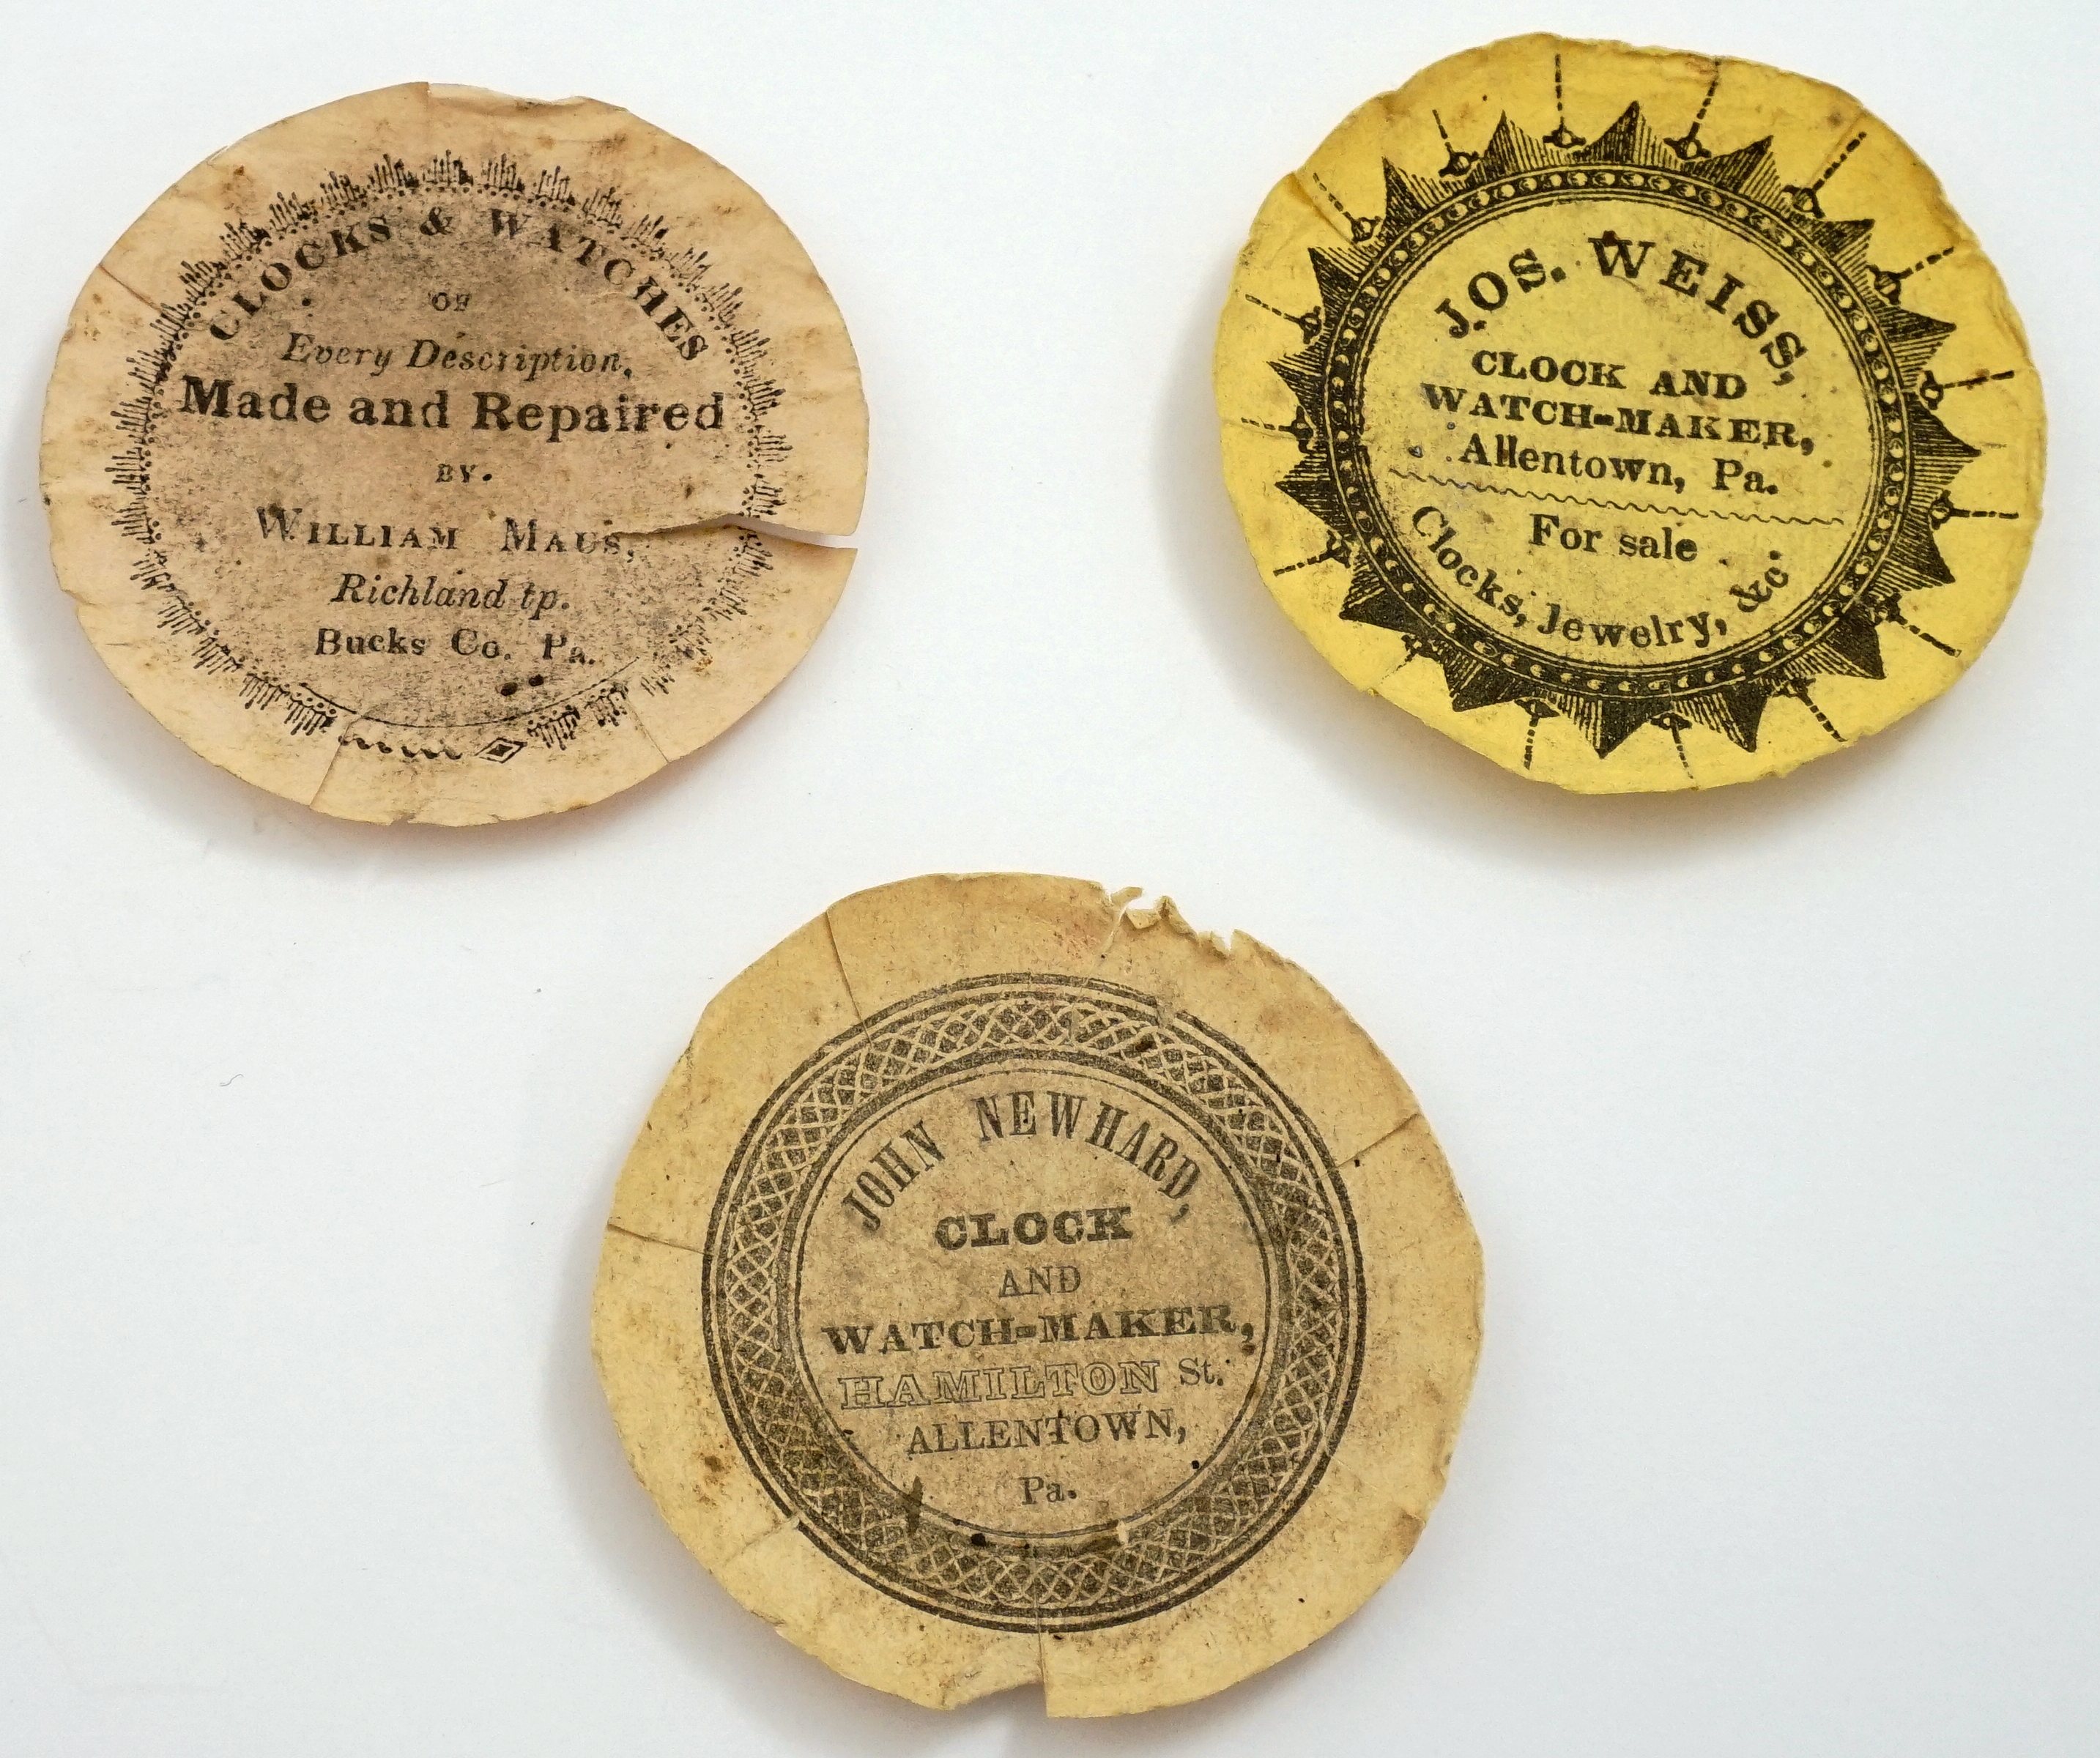 CLOCKS & WATCHES
OF
Every Description,
Made and Repaired
BY.
WILLIAM MAUS,
Richland tp.
Bucks Co. Pa.
JOS. WEISS,
CLOCK AND
WATCH-MAKER,
Allentown, Pa.
For sale
Clocks, Jewelry, &c.
JOHN NEWHARD,
CLOCK
AND
WATCH-MAKER,
HAMILTON St.
ALLENTOWN,
Pa.